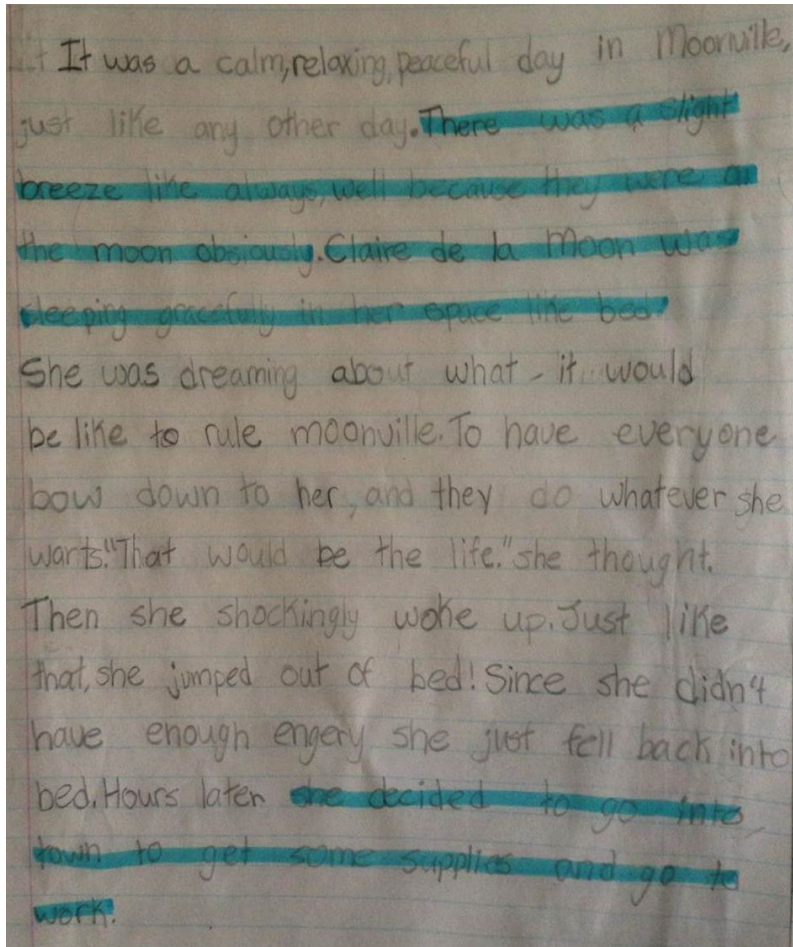 It was a calm,relaxing,peaceful day in Moonville,
just like any other day.There was a slight
breeze like always,well because they were on
the moon obsiously.Claire de la Moon was
sleeping gracefully in her space like bed.
She was dreaming about what it would
be like to rule moonville.To have everyone
bow down to her,and they do whatever she
wants."That would be the life."she thought.
Then she shockingly woke up.Just like
that,she jumped out of bed!Since she didn't
have enough engery she just fell back into
bed.Hours later she decided to go into
town to get some supplies and go to
work.